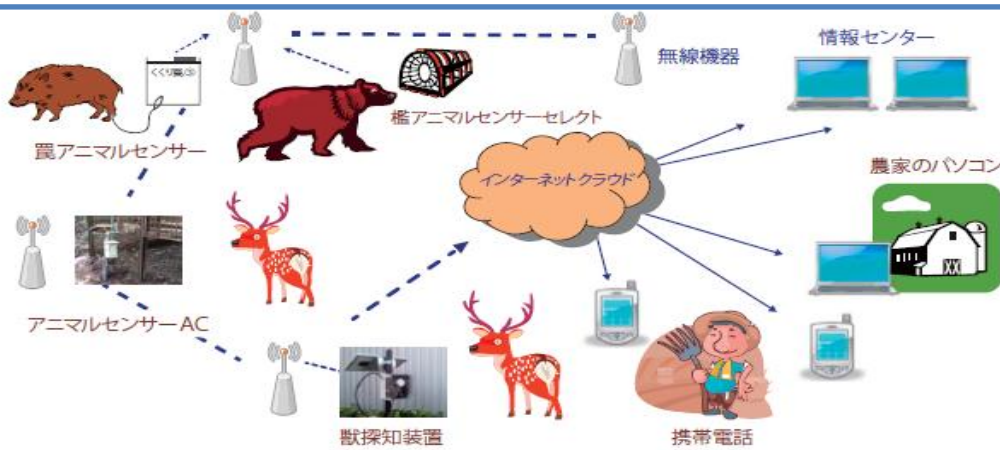 無線機器
情報センター
くくり罠
檻アニマルセンサーセレクト
罠アニマルセンサー
農家のパソコン
インターネットクラウド
アニマルセンサーAC
獣探知装置
携帯電話